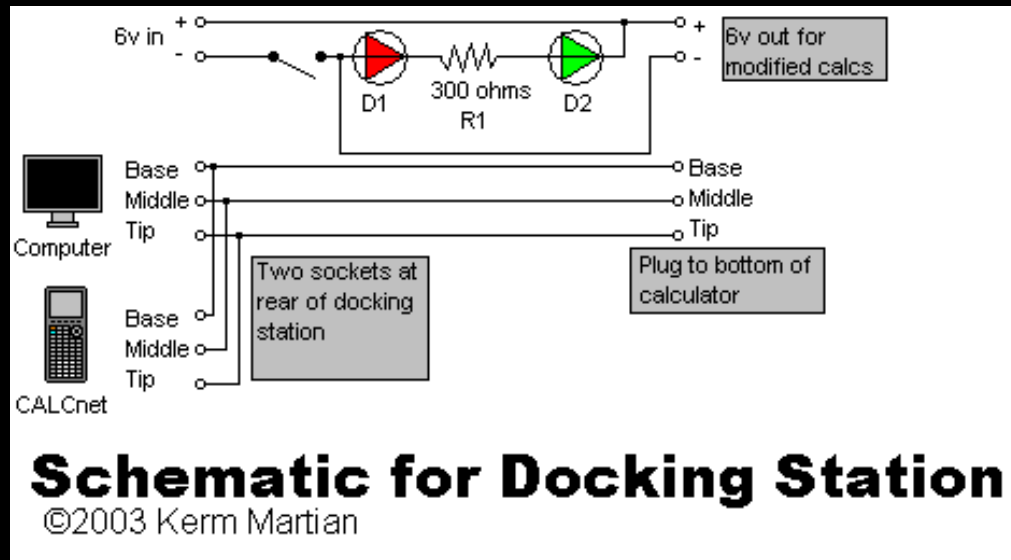 6v in
+
-
D1
300 ohms
R1
D2
+
-
6v out for
modified calcs
Base
Middle
Tip
Computer
Base
Middle
Tip
Two sockets at
rear of docking
station
Plug to bottom of
calculator
Base
Middle
Tip
CALCnet
Schematic for Docking Station
©2003 Kerm Martian